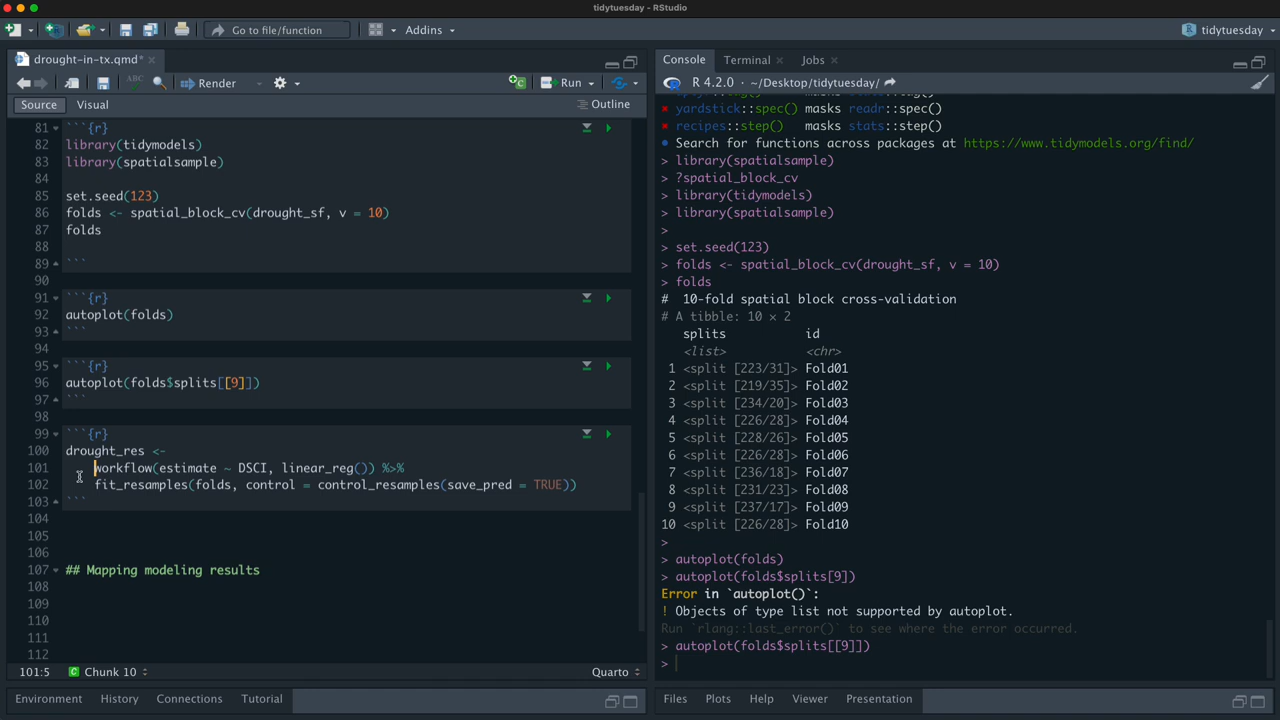 tidytuesday - RStudio
Go to file/function
Addins
tidytuesday
drought-in-tx.qmd*
ABC
Render
Run
Source
Visual
Outline
81 ```{r}
82 library(tidymodels)
83 library(spatialsample)
84
85 set.seed(123)
86 folds <- spatial_block_cv(drought_sf, v = 10)
87 folds
88
89 ```
90
91 ```{r}
92 autoplot(folds)
93 ```
94
95 ```{r}
96 autoplot(folds$splits[[9]])
97 ```
98
99 ```{r}
100 drought_res <-
101 workflow(estimate ~ DSCI, linear_reg()) %>%
102 fit_resamples(folds, control = control_resamples(save_pred = TRUE))
103 ```
104
105
106
107 ## Mapping modeling results
108
109
110
111
112
101:5
Chunk 10
Quarto
Environment
History
Connections
Tutorial
Console
Terminal
Jobs
R 4.2.0 · ~/Desktop/tidytuesday/
✖ yardstick::spec() masks readr::spec()
✖ recipes::step() masks stats::step()
• Search for functions across packages at https://www.tidymodels.org/find/
> library(spatialsample)
> ?spatial_block_cv
> library(tidymodels)
> library(spatialsample)
>
> set.seed(123)
> folds <- spatial_block_cv(drought_sf, v = 10)
> folds
# 10-fold spatial block cross-validation
# A tibble: 10 × 2
splits id
<list> <chr>
1 <split [223/31]> Fold01
2 <split [219/35]> Fold02
3 <split [234/20]> Fold03
4 <split [226/28]> Fold04
5 <split [228/26]> Fold05
6 <split [226/28]> Fold06
7 <split [236/18]> Fold07
8 <split [231/23]> Fold08
9 <split [237/17]> Fold09
10 <split [226/28]> Fold10
>
> autoplot(folds)
> autoplot(folds$splits[9])
Error in `autoplot()`:
! Objects of type list not supported by autoplot.
Run `rlang::last_error()` to see where the error occurred.
> autoplot(folds$splits[[9]])
>
Files
Plots
Help
Viewer
Presentation